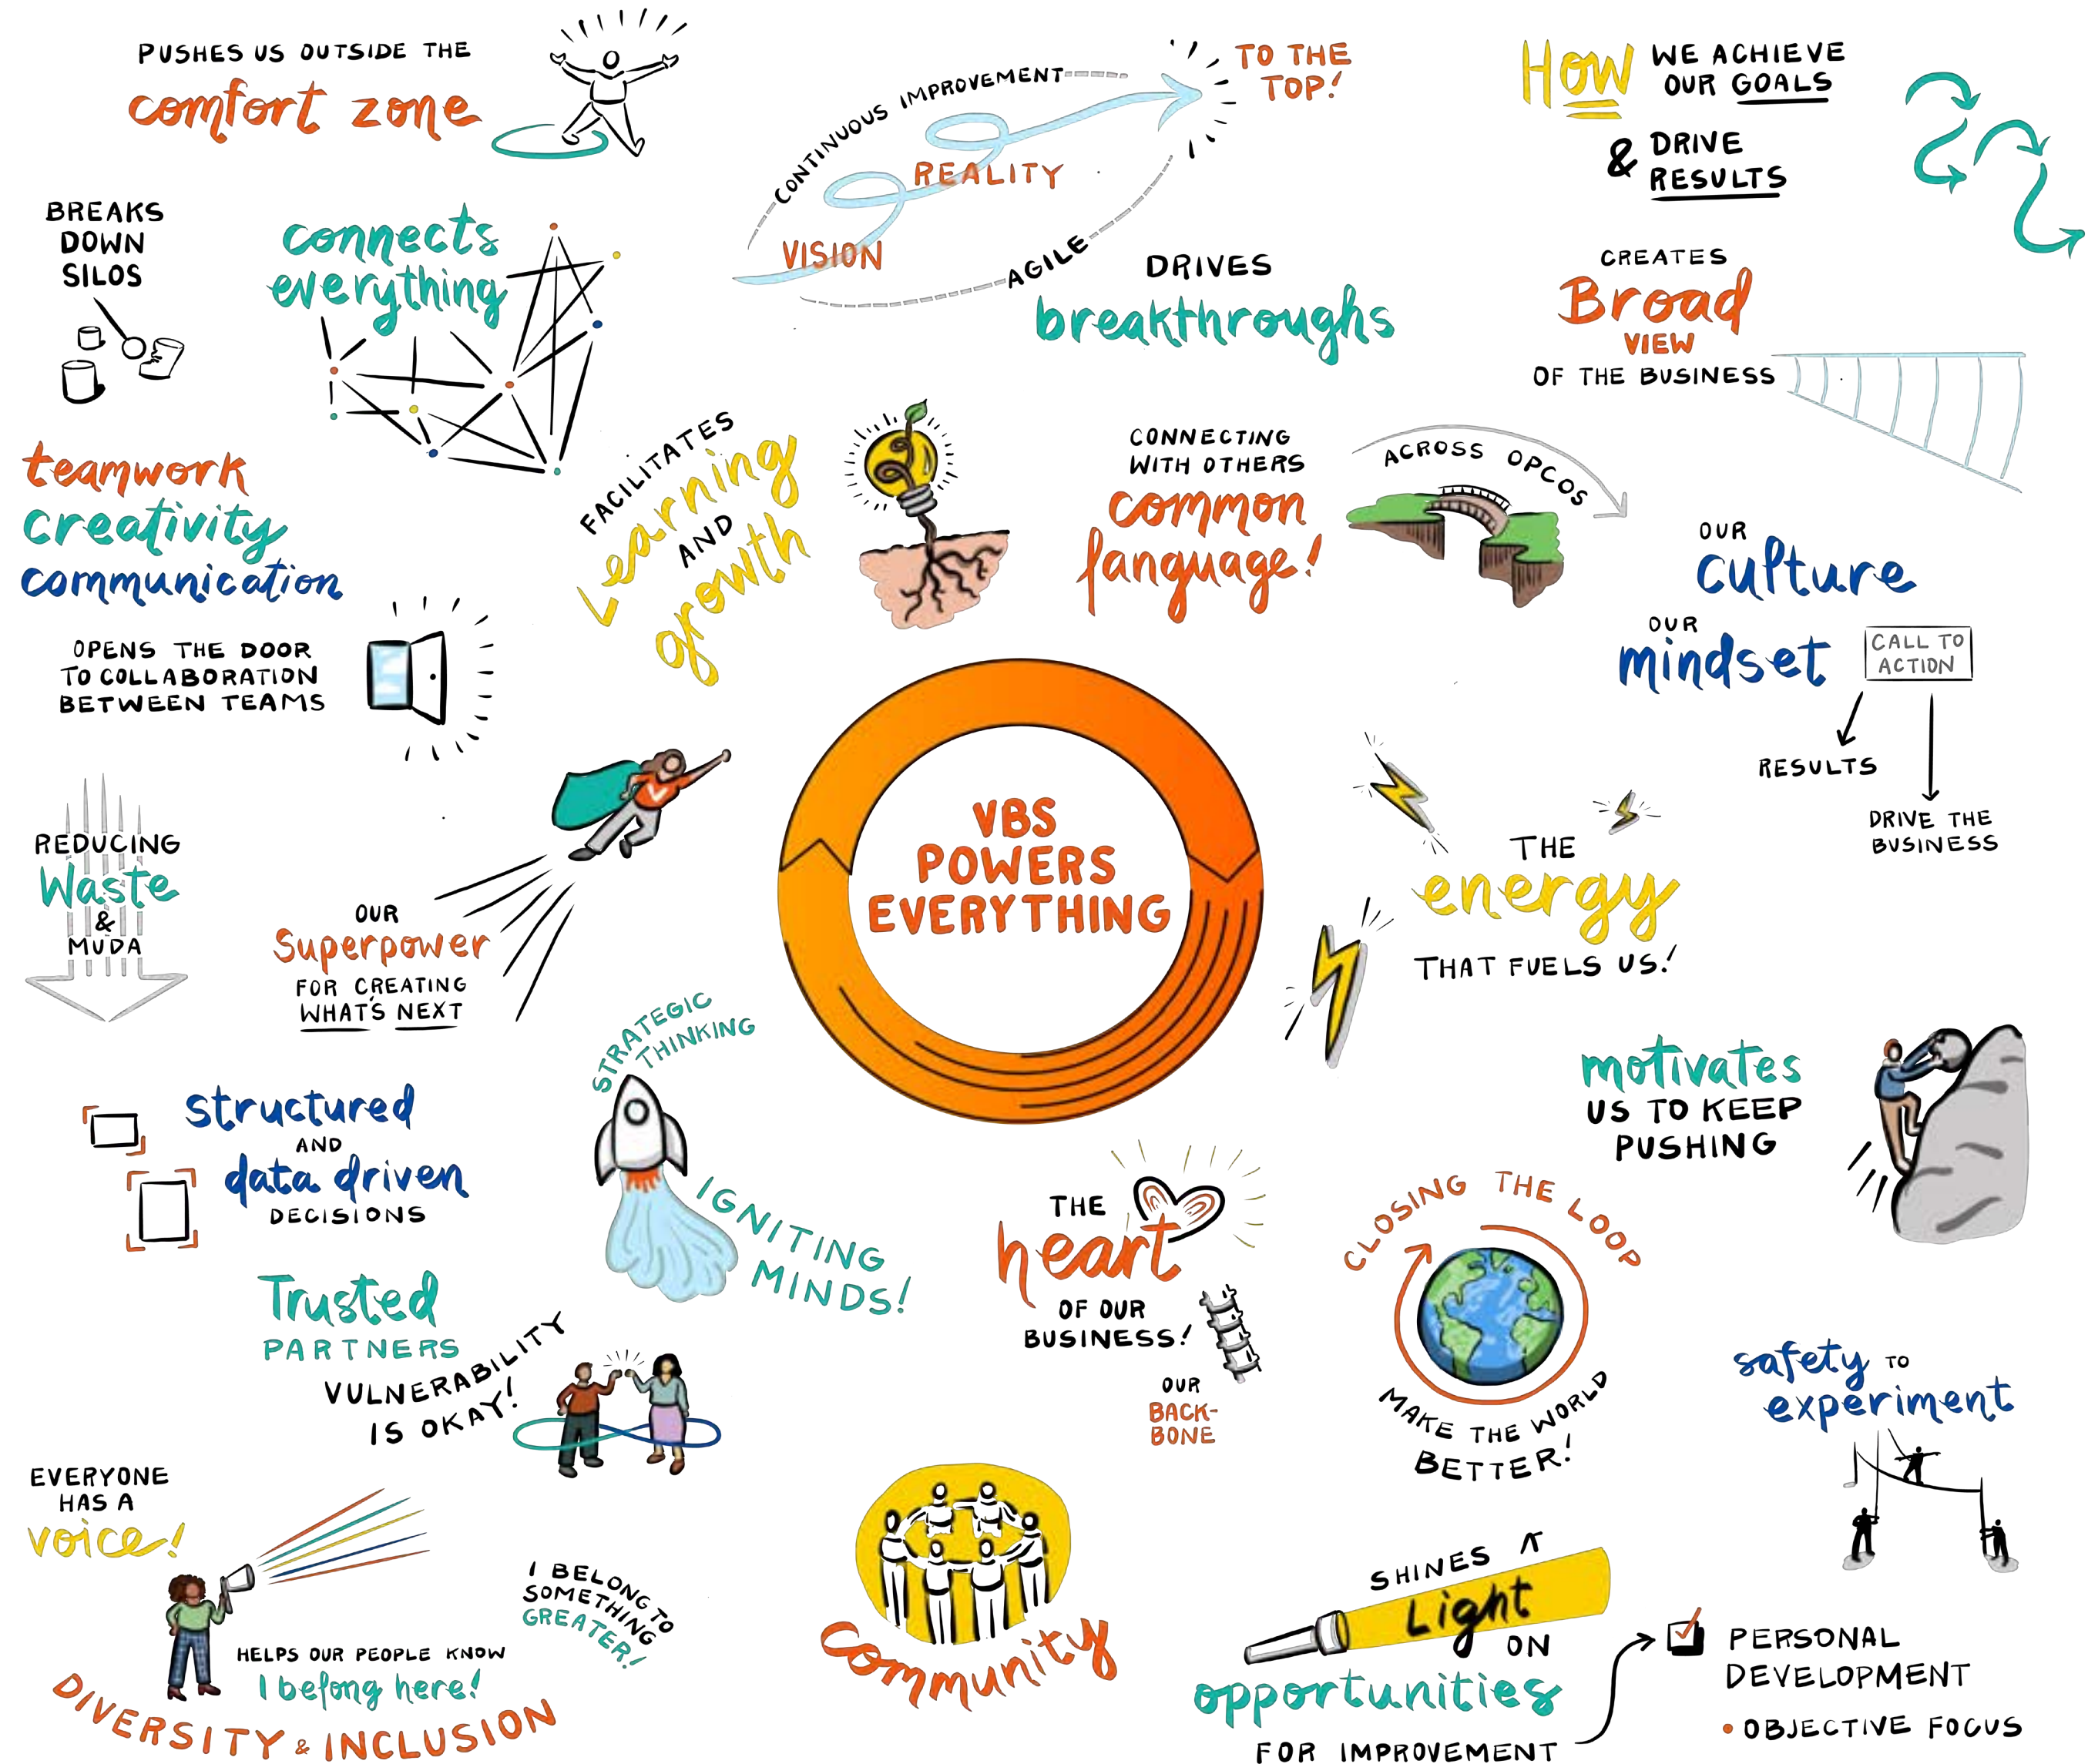 PUSHES US OUTSIDE THE
comfort zone
CONTINUOUS IMPROVEMENT
TO THE
TOP!
REALITY
VISION
AGILE
HOW WE ACHIEVE
OUR GOALS
& DRIVE
RESULTS
BREAKS
DOWN
SILOS
connects
everything
DRIVES
breakthroughs
CREATES
Broad
VIEW
OF THE BUSINESS
teamwork
creativity
communication
FACILITATES
Learning
AND
growth
CONNECTING
WITH OTHERS
common
language!
ACROSS OPCOS
OUR
culture
OUR
mindset
CALL TO
ACTION
RESULTS
DRIVE THE
BUSINESS
OPENS THE DOOR
TO COLLABORATION
BETWEEN TEAMS
REDUCING
Waste
&
MUDA
OUR
Superpower
FOR CREATING
WHAT'S NEXT
VBS
POWERS
EVERYTHING
THE
energy
THAT FUELS US!
STRATEGIC
THINKING
IGNITING
MINDS!
structured
AND
data driven
DECISIONS
motivates
US TO KEEP
PUSHING
THE
heart
OF OUR
BUSINESS!
OUR
BACK-
BONE
CLOSING THE LOOP
MAKE THE WORLD
BETTER!
Trusted
PARTNERS
VULNERABILITY
IS OKAY!
safety TO
experiment
EVERYONE
HAS A
voice!
HELPS OUR PEOPLE KNOW
I belong here!
DIVERSITY & INCLUSION
I BELONG TO
SOMETHING
GREATER!
community
SHINES A
Light
ON
opportunities
FOR IMPROVEMENT
PERSONAL
DEVELOPMENT
• OBJECTIVE FOCUS